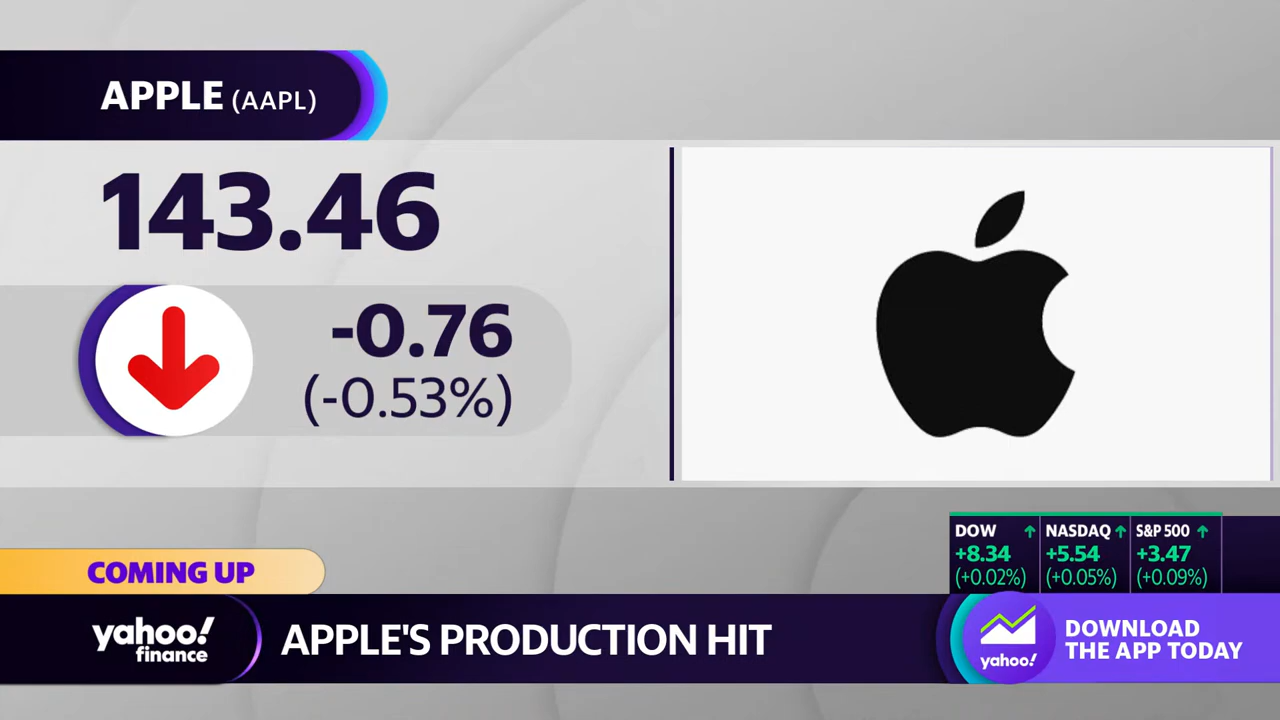 APPLE (AAPL)
143.46
-0.76
(-0.53%)
DOW
+8.34
(+0.02%)
NASDAQ
+5.54
(+0.05%)
S&P 500
+3.47
(+0.09%)
COMING UP
yahoo!
finance
APPLE'S PRODUCTION HIT
yahoo!
DOWNLOAD
THE APP TODAY